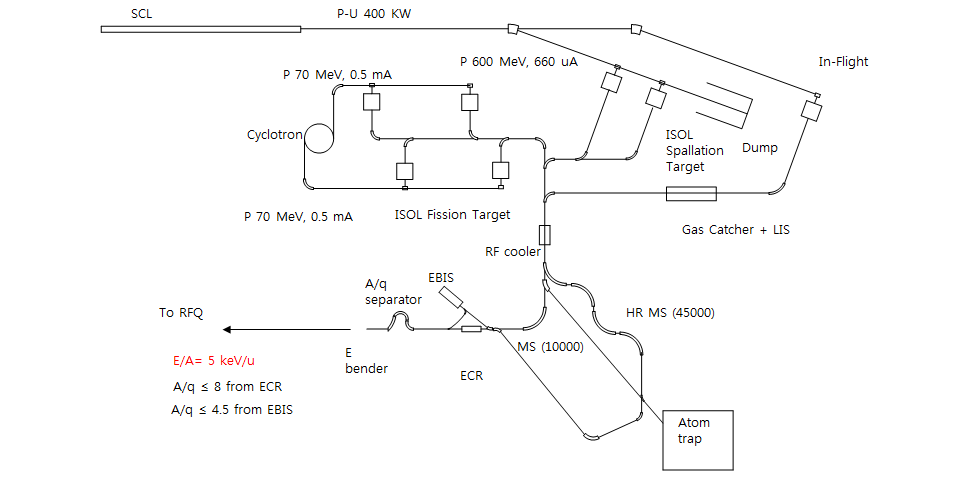 SCL
P-U 400 KW
P 600 MeV, 660 uA
In-Flight
P 70 MeV, 0.5 mA
Cyclotron
ISOL
Spallation
Target
Dump
P 70 MeV, 0.5 mA
ISOL Fission Target
Gas Catcher + LIS
RF cooler
A/q
separator
EBIS
To RFQ
HR MS (45000)
MS (10000)
E
bender
E/A= 5 keV/u
ECR
A/q ≤ 8 from ECR
A/q ≤ 4.5 from EBIS
Atom
trap